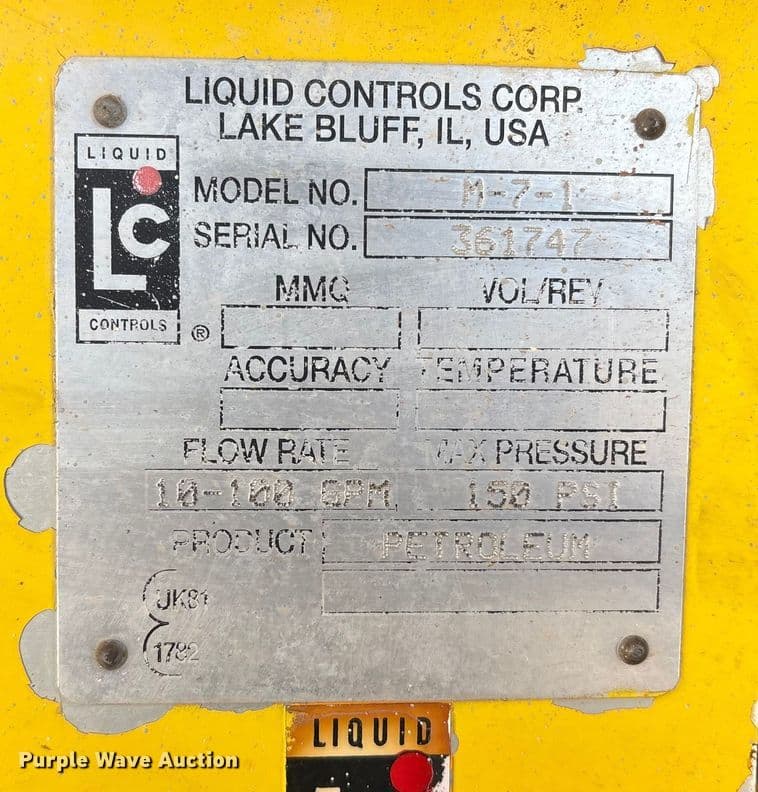 LIQUID CONTROLS CORP.
LAKE BLUFF, IL, USA
LIQUID
LC
CONTROLS
®
MODEL NO. M-7-1
SERIAL NO. 361747
MMQ VOL/REV
ACCURACY TEMPERATURE
FLOW RATE MAX PRESSURE
10-100 GPM 150 PSI
PRODUCT PETROLEUM
UK81
1782
LIQUID
Purple Wave Auction